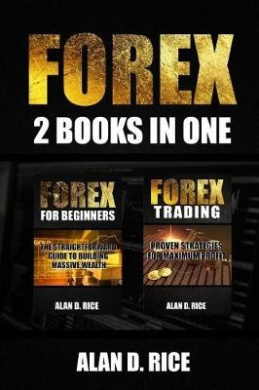 FOREX
2 BOOKS IN ONE
FOREX
FOR BEGINNERS
THE STRAIGHTFORWARD
GUIDE TO BUILDING
MASSIVE WEALTH
ALAN D. RICE
FOREX
TRADING
PROVEN STRATEGIES
FOR MAXIMUM PROFIT
ALAN D. RICE
ALAN D. RICE